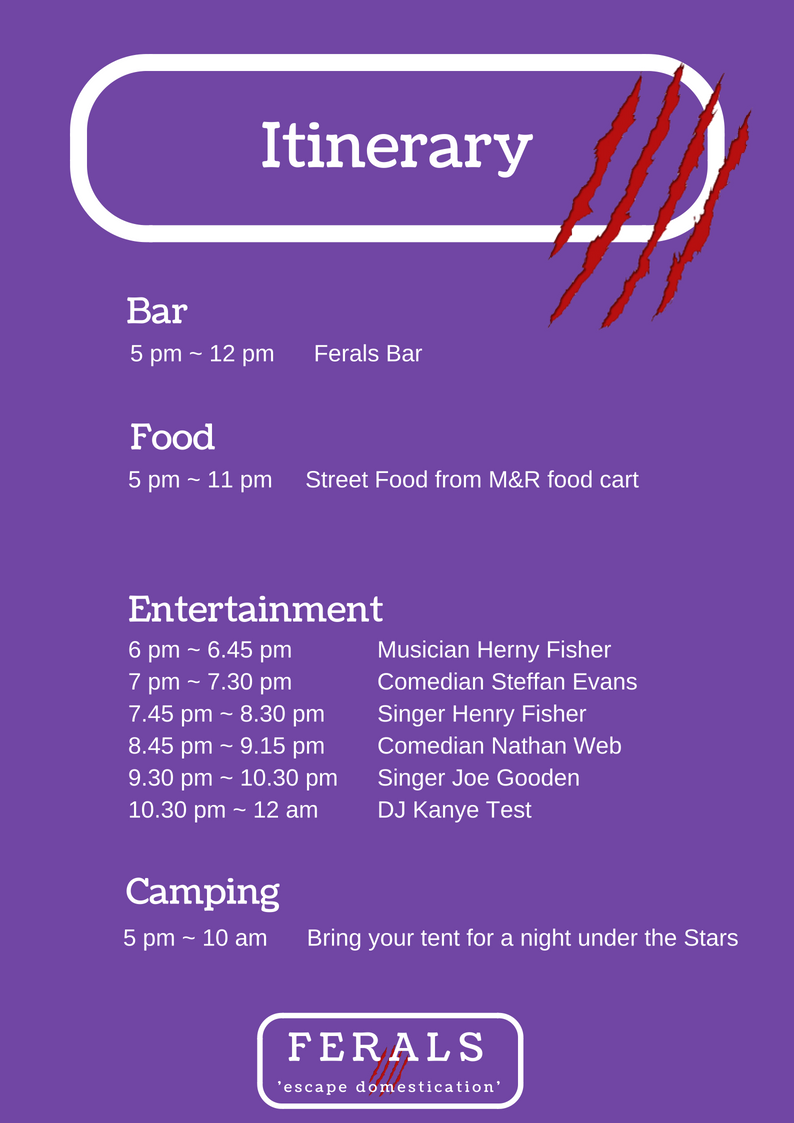 Itinerary
Bar
5 pm ~ 12 pm Ferals Bar
Food
5 pm ~ 11 pm Street Food from M&R food cart
Entertainment
6 pm ~ 6.45 pm Musician Herny Fisher
7 pm ~ 7.30 pm Comedian Steffan Evans
7.45 pm ~ 8.30 pm Singer Henry Fisher
8.45 pm ~ 9.15 pm Comedian Nathan Web
9.30 pm ~ 10.30 pm Singer Joe Gooden
10.30 pm ~ 12 am DJ Kanye Test
Camping
5 pm ~ 10 am Bring your tent for a night under the Stars
FERALS
'escape domestication'